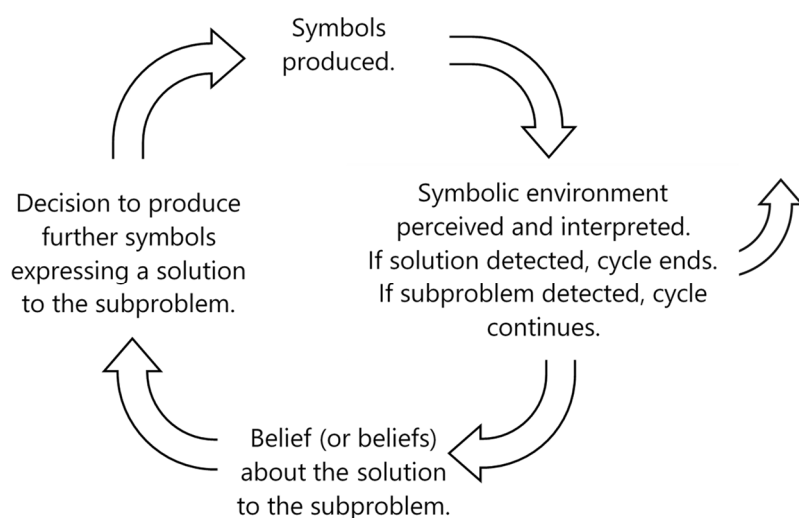 Symbols
produced.
Symbolic environment
perceived and interpreted.
If solution detected, cycle ends.
If subproblem detected, cycle
continues.
Belief (or beliefs)
about the solution
to the subproblem.
Decision to produce
further symbols
expressing a solution
to the subproblem.